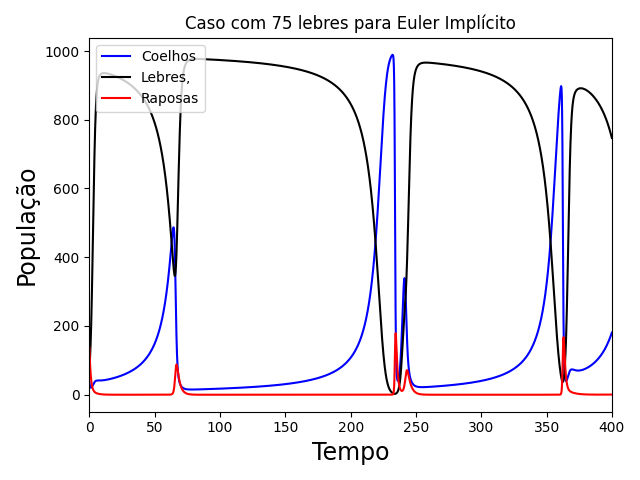 Caso com 75 lebres para Euler Implícito
Coelhos
Lebres,
Raposas
População
1000
800
600
400
200
0
0 50 100 150 200 250 300 350 400
Tempo